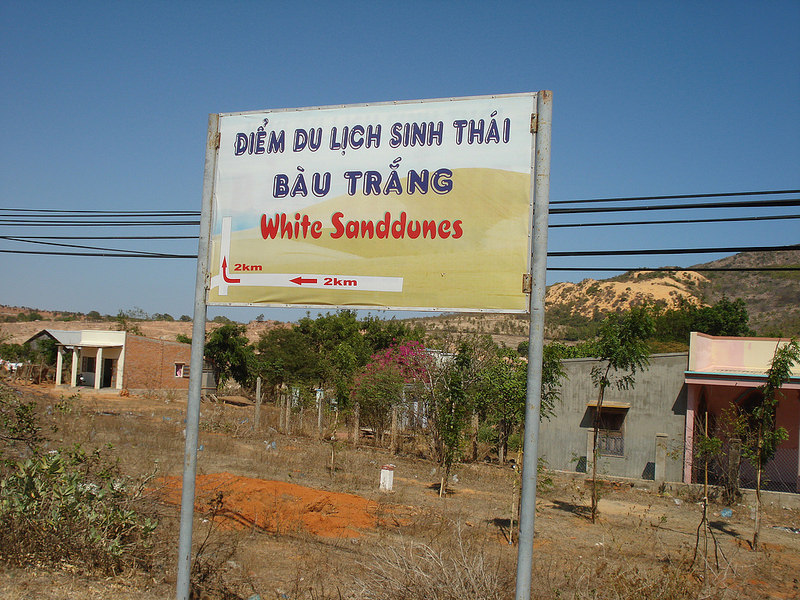 ĐIỂM DU LỊCH SINH THÁI
BÀU TRẮNG
White Sanddunes
2km
2km